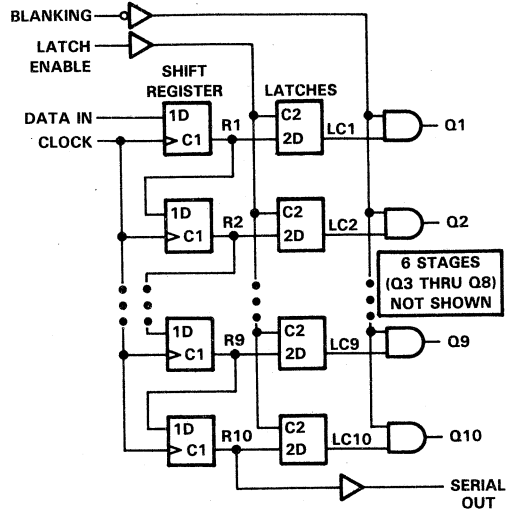 BLANKING
LATCH
ENABLE
SHIFT
REGISTER
LATCHES
DATA IN
1D
R1
C2
LC1
Q1
CLOCK
C1
2D
1D
R2
C2
LC2
Q2
C1
2D
6 STAGES
(Q3 THRU Q8)
NOT SHOWN
1D
R9
C2
LC9
Q9
C1
2D
1D
R10
C2
LC10
Q10
C1
2D
SERIAL
OUT